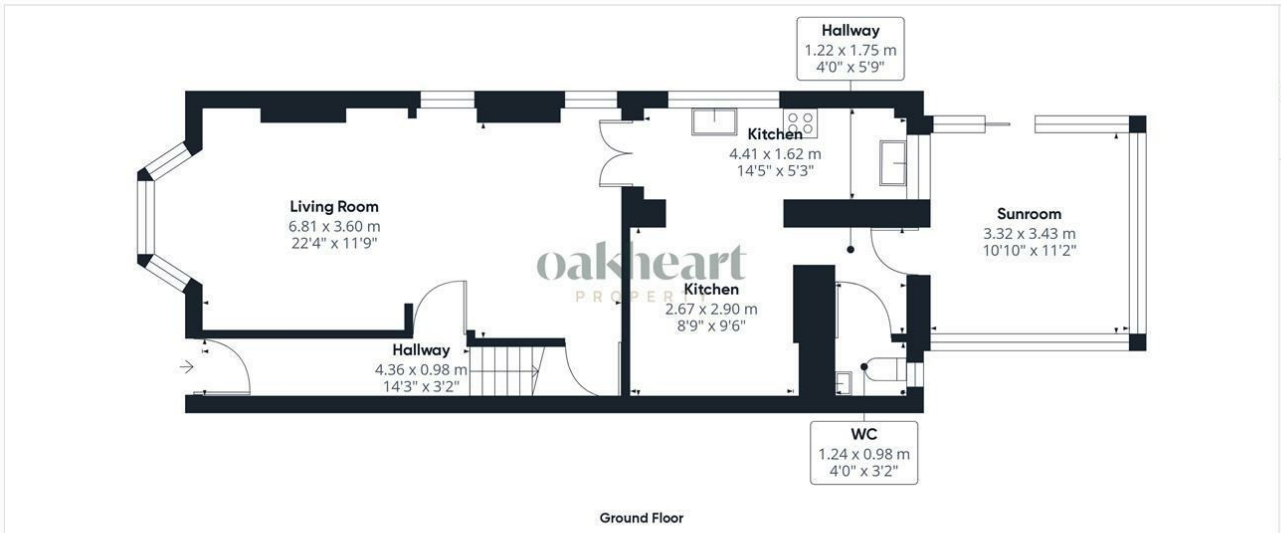 Hallway
1.22 x 1.75 m
4'0" x 5'9"
Kitchen
4.41 x 1.62 m
14'5" x 5'3"
Living Room
6.81 x 3.60 m
22'4" x 11'9"
Sunroom
3.32 x 3.43 m
10'10" x 11'2"
oakheart
PROPERTY
Kitchen
2.67 x 2.90 m
8'9" x 9'6"
Hallway
4.36 x 0.98 m
14'3" x 3'2"
WC
1.24 x 0.98 m
4'0" x 3'2"
Ground Floor